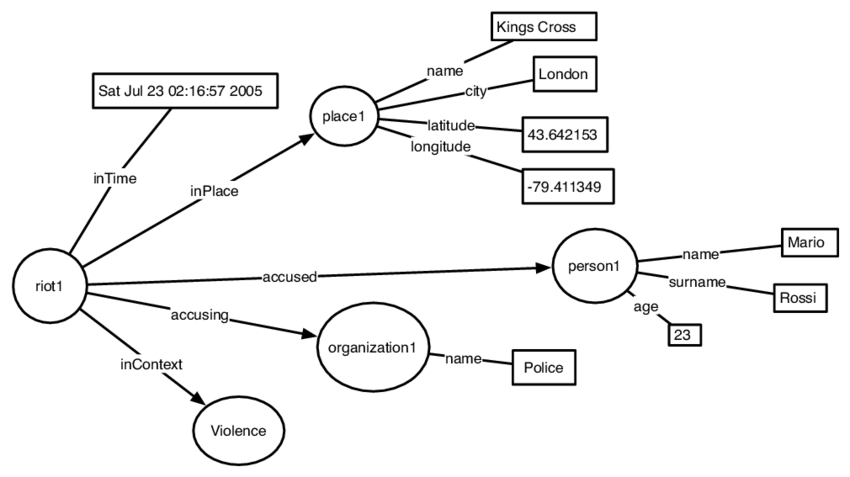 Kings Cross
name
Sat Jul 23 02:16:57 2005
London
city
place1
latitude
43.642153
longitude
-79.411349
inTime
inPlace
Mario
name
person1
accused
riot1
surname
Rossi
age
23
accusing
organization1
name
Police
inContext
Violence